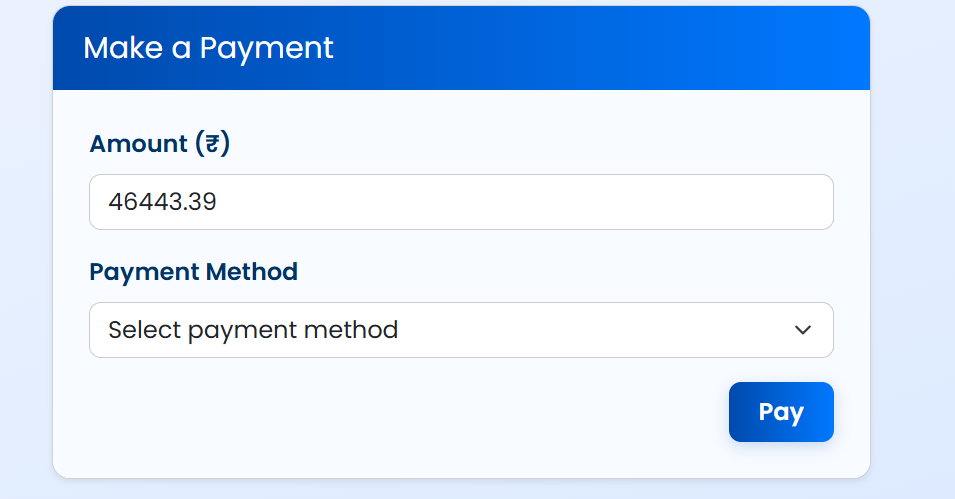 Make a Payment
Amount (₹)
46443.39
Payment Method
Select payment method
Pay